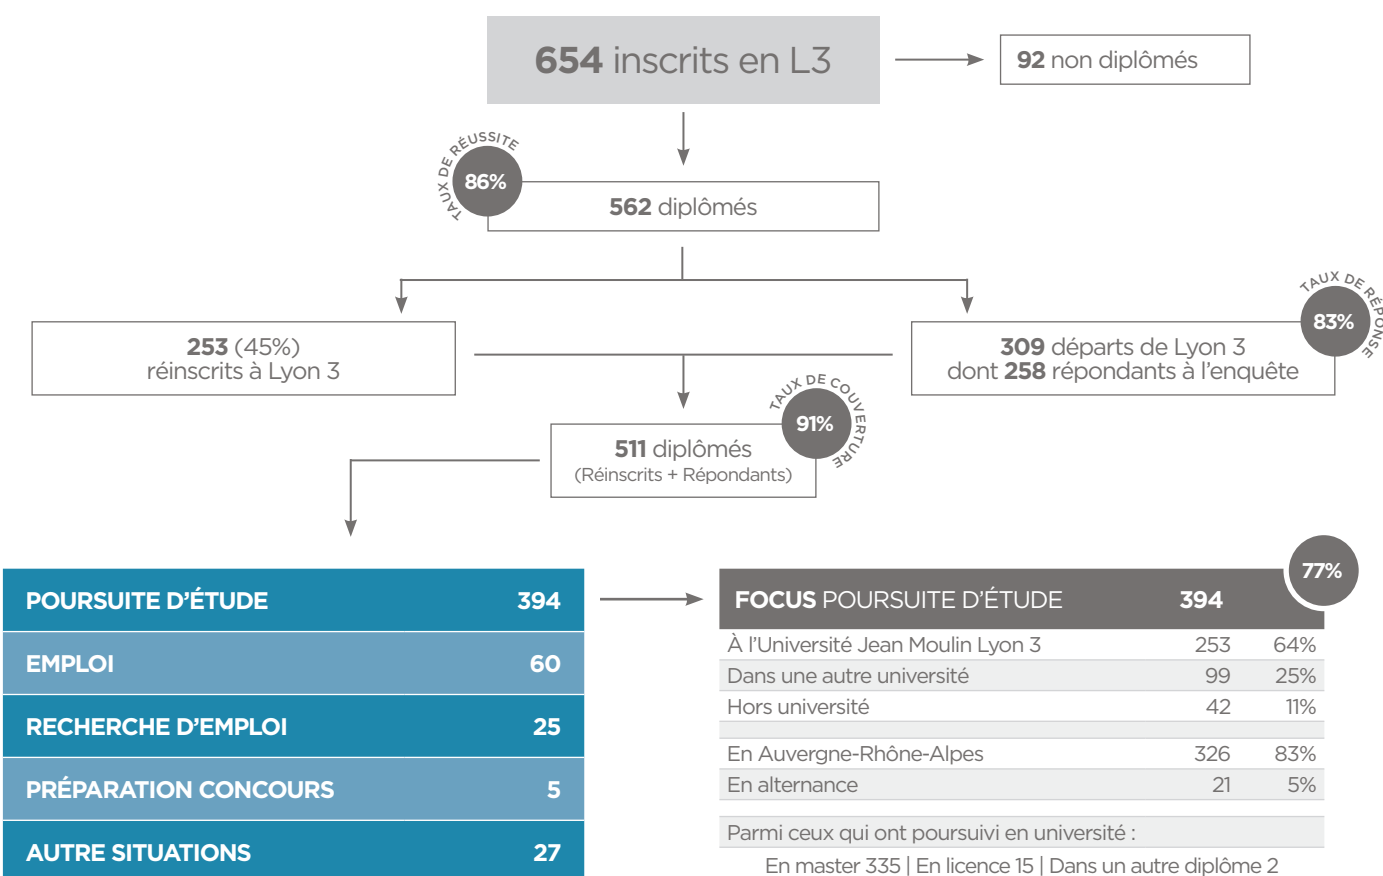 654 inscrits en L3
92 non diplômés
TAUX DE RÉUSSITE
86%
562 diplômés
253 (45%)
réinscrits à Lyon 3
TAUX DE RÉPONSE
83%
309 départs de Lyon 3
dont 258 répondants à l'enquête
TAUX DE COUVERTURE
91%
511 diplômés
(Réinscrits + Répondants)
POURSUITE D'ÉTUDE 394
EMPLOI 60
RECHERCHE D'EMPLOI 25
PRÉPARATION CONCOURS 5
AUTRE SITUATIONS 27
77%
FOCUS POURSUITE D'ÉTUDE 394
À l'Université Jean Moulin Lyon 3 253 64%
Dans une autre université 99 25%
Hors université 42 11%
En Auvergne-Rhône-Alpes 326 83%
En alternance 21 5%
Parmi ceux qui ont poursuivi en université :
En master 335 | En licence 15 | Dans un autre diplôme 2